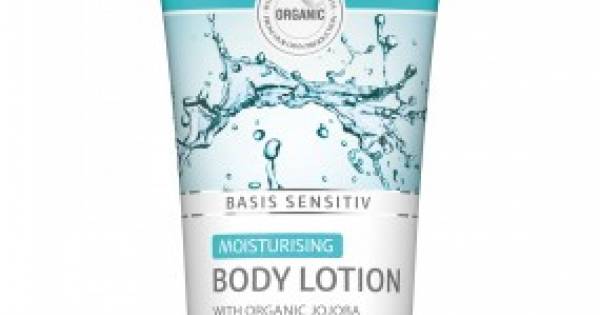 ORGANIC
BASIS SENSITIV
MOISTURISING
BODY LOTION
WITH ORGANIC JOJOBA